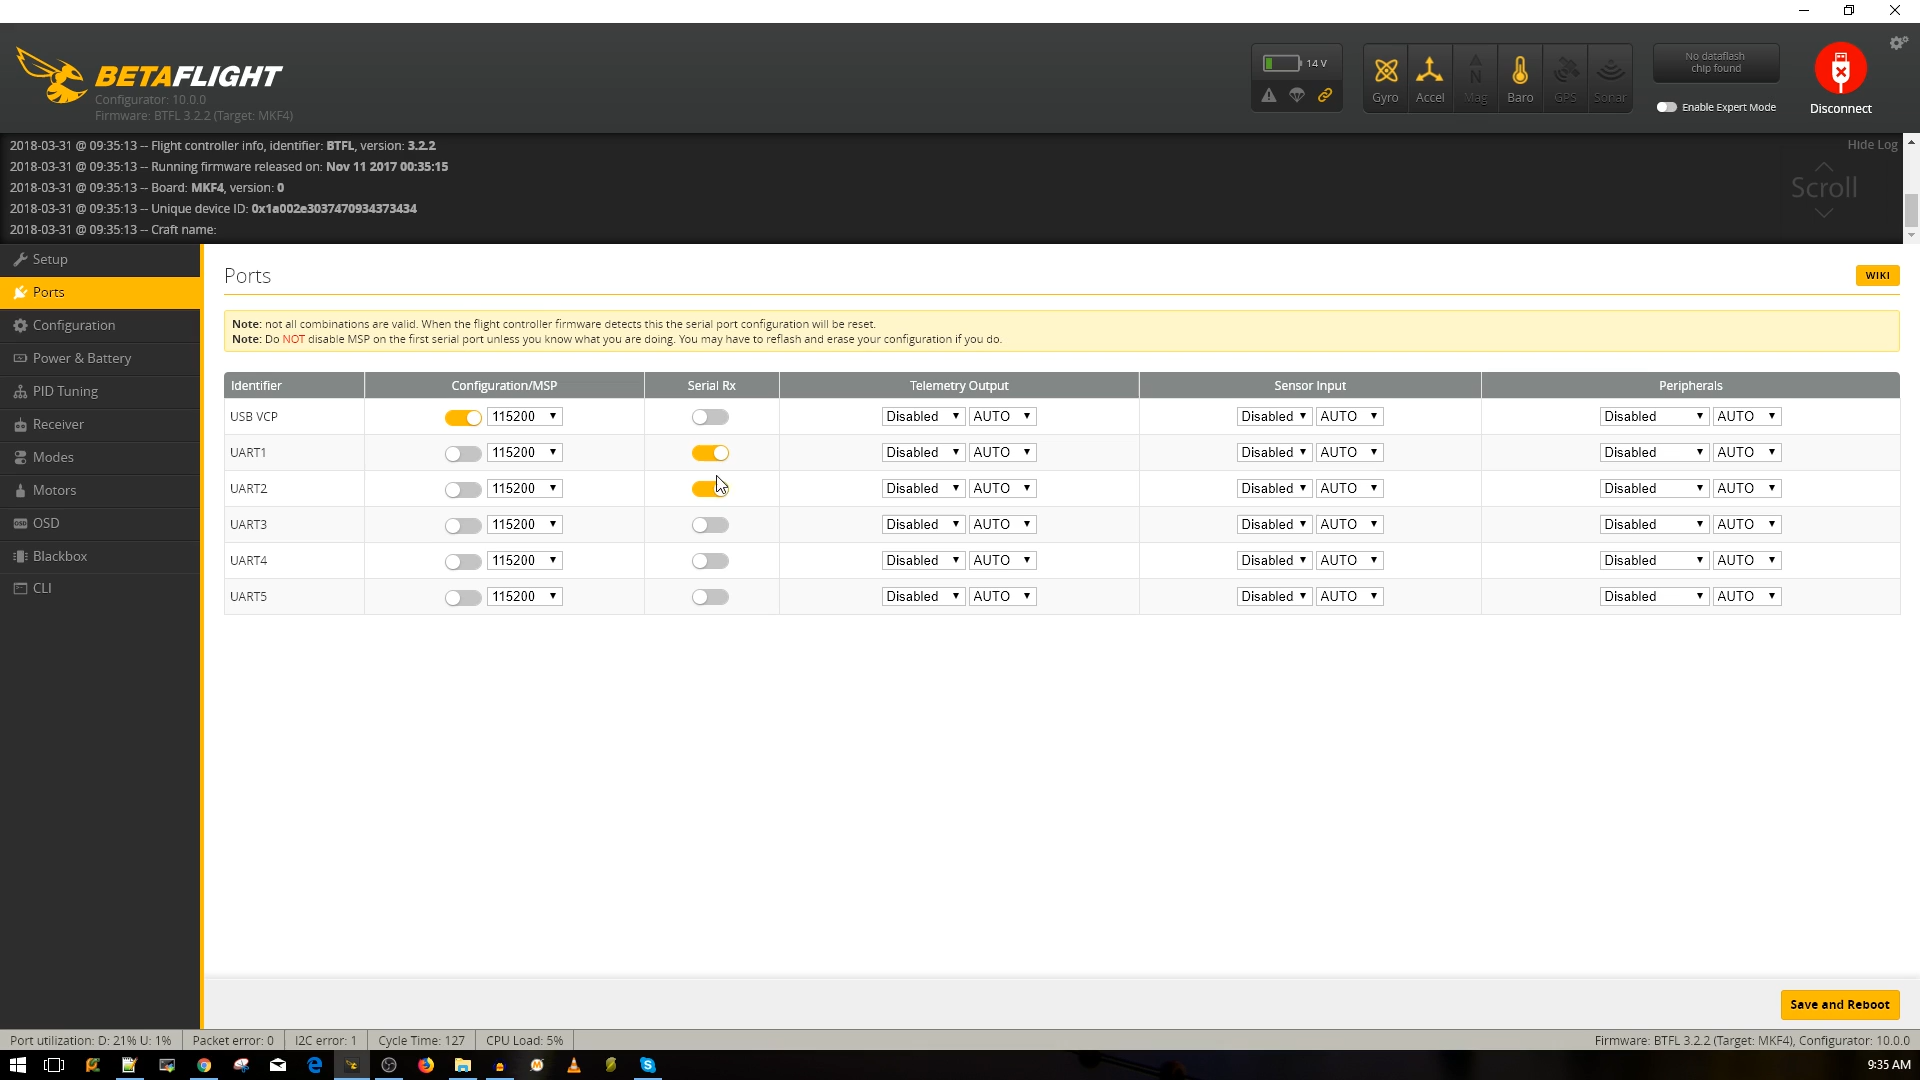 BETAFLIGHT
Configurator: 10.0.0
Firmware: BTFL 3.2.2 (Target: MKF4)
14 V
Gyro Accel Mag Baro GPS Sonar
No dataflash
chip found
Enable Expert Mode
Disconnect
2018-03-31 @ 09:35:13 -- Flight controller info, identifier: BTFL, version: 3.2.2
2018-03-31 @ 09:35:13 -- Running firmware released on: Nov 11 2017 00:35:15
2018-03-31 @ 09:35:13 -- Board: MKF4, version: 0
2018-03-31 @ 09:35:13 -- Unique device ID: 0x1a002e3037470934373434
2018-03-31 @ 09:35:13 -- Craft name:
Hide Log
Scroll
Setup
Ports
Configuration
Power & Battery
PID Tuning
Receiver
Modes
Motors
OSD
Blackbox
CLI
Ports
WIKI
Note: not all combinations are valid. When the flight controller firmware detects this the serial port configuration will be reset.
Note: Do NOT disable MSP on the first serial port unless you know what you are doing. You may have to reflash and erase your configuration if you do.
Identifier Configuration/MSP Serial Rx Telemetry Output Sensor Input Peripherals
USB VCP 115200 Disabled AUTO Disabled AUTO Disabled AUTO
UART1 115200 Disabled AUTO Disabled AUTO Disabled AUTO
UART2 115200 Disabled AUTO Disabled AUTO Disabled AUTO
UART3 115200 Disabled AUTO Disabled AUTO Disabled AUTO
UART4 115200 Disabled AUTO Disabled AUTO Disabled AUTO
UART5 115200 Disabled AUTO Disabled AUTO Disabled AUTO
Save and Reboot
Port utilization: D: 21% U: 1% Packet error: 0 I2C error: 1 Cycle Time: 127 CPU Load: 5% Firmware: BTFL 3.2.2 (Target: MKF4), Configurator: 10.0.0
9:35 AM